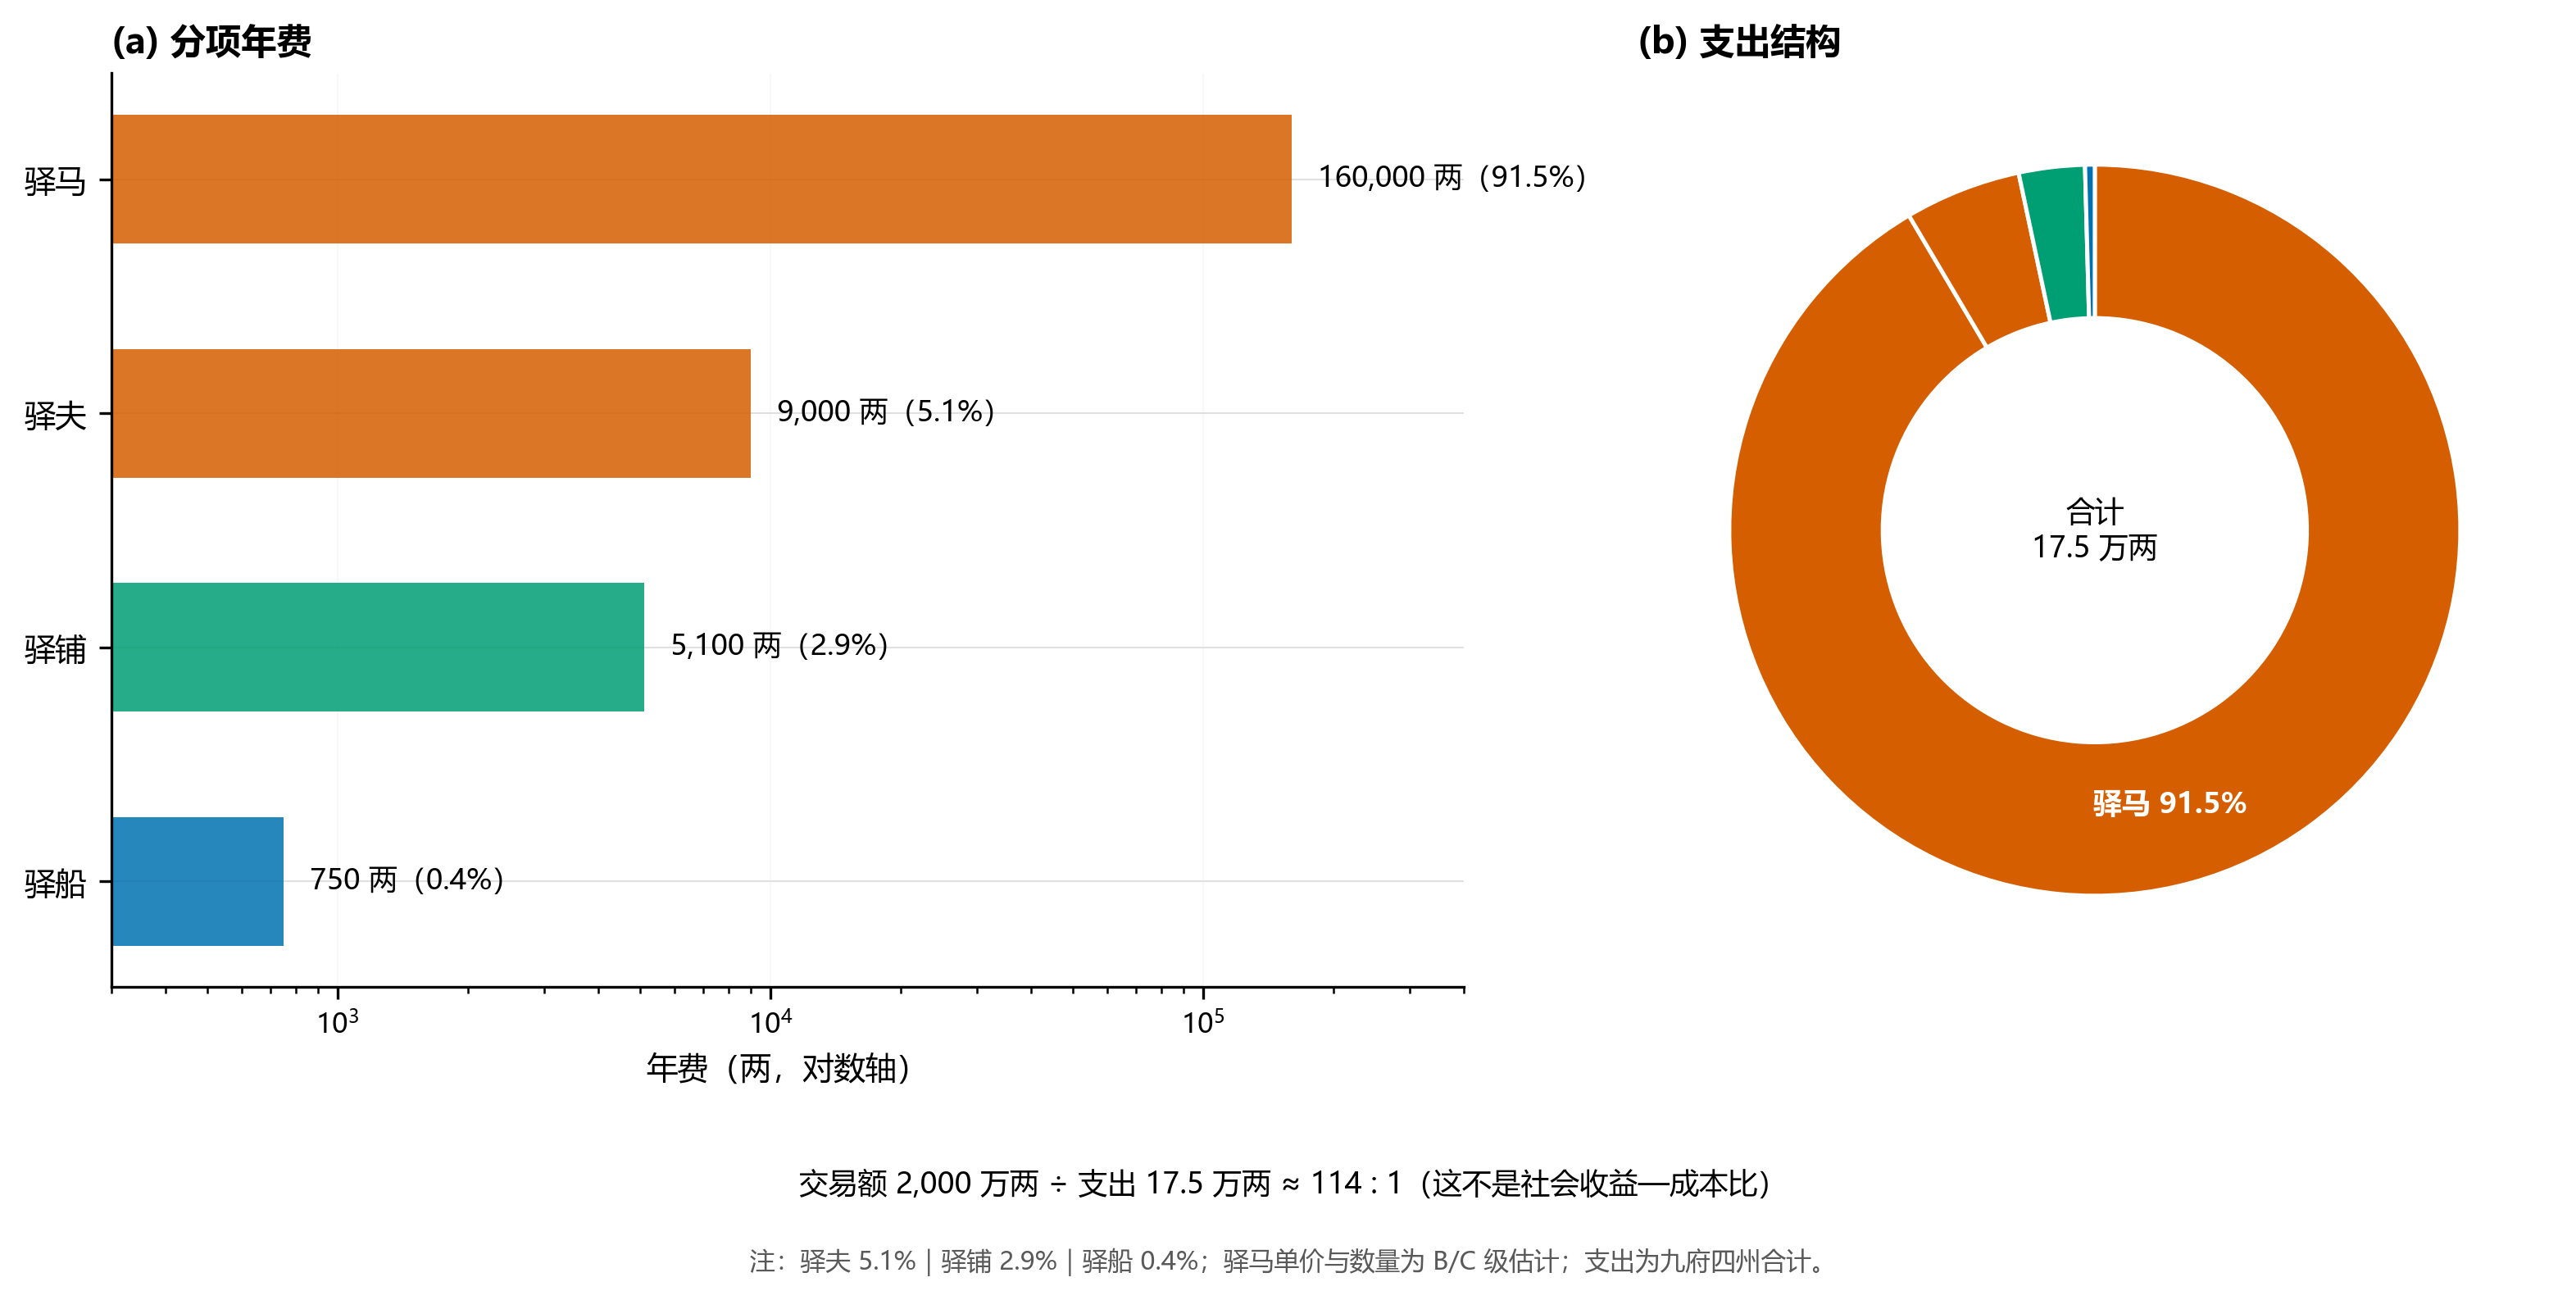 (a) 分项年费
驿马
160,000 两（91.5%）
驿夫
9,000 两（5.1%）
驿铺
5,100 两（2.9%）
驿船
750 两（0.4%）
10³
10⁴
10⁵
年费（两，对数轴）
(b) 支出结构
合计
17.5 万两
驿马 91.5%
交易额 2,000 万两 ÷ 支出 17.5 万两 ≈ 114 : 1（这不是社会收益—成本比）
注：驿夫 5.1% | 驿铺 2.9% | 驿船 0.4%；驿马单价与数量为 B/C 级估计；支出为九府四州合计。